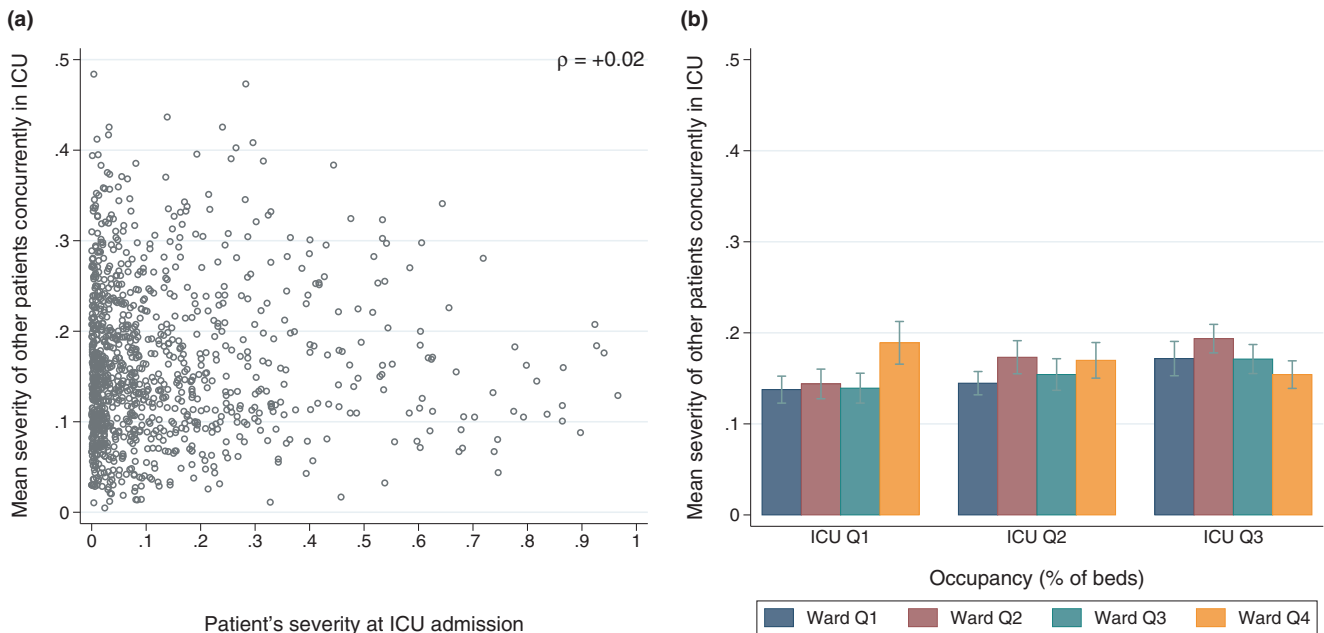 (a)
Mean severity of other patients concurrently in ICU
.5
.4
.3
.2
.1
0
ρ = +0.02
0 .1 .2 .3 .4 .5 .6 .7 .8 .9 1
Patient's severity at ICU admission
(b)
Mean severity of other patients concurrently in ICU
.5
.4
.3
.2
.1
0
ICU Q1 ICU Q2 ICU Q3
Occupancy (% of beds)
Ward Q1 Ward Q2 Ward Q3 Ward Q4